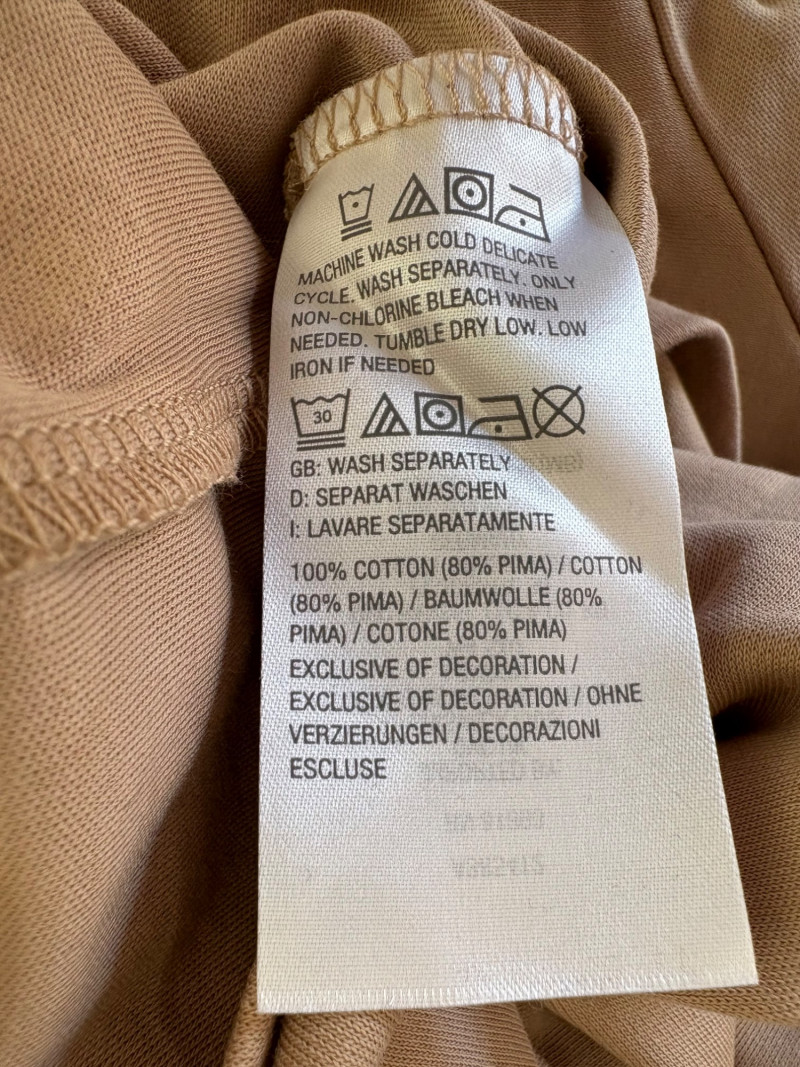 MACHINE WASH COLD DELICATE
CYCLE. WASH SEPARATELY. ONLY
NON-CHLORINE BLEACH WHEN
NEEDED. TUMBLE DRY LOW. LOW
IRON IF NEEDED
30
GB: WASH SEPARATELY
D: SEPARAT WASCHEN
I: LAVARE SEPARATAMENTE
100% COTTON (80% PIMA) / COTTON
(80% PIMA) / BAUMWOLLE (80%
PIMA) / COTONE (80% PIMA)
EXCLUSIVE OF DECORATION /
EXCLUSIVE OF DECORATION / OHNE
VERZIERUNGEN / DECORAZIONI
ESCLUSE